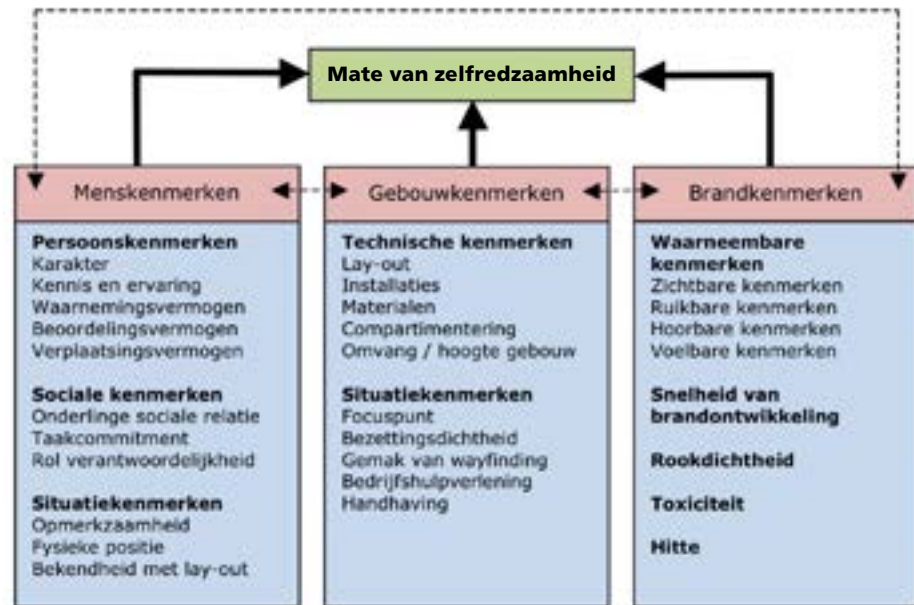 Mate van zelfredzaamheid
Menskenmerken
Persoonskenmerken
Karakter
Kennis en ervaring
Waarnemingsvermogen
Beoordelingsvermogen
Verplaatsingsvermogen
Sociale kenmerken
Onderlinge sociale relatie
Taakcommitment
Rol verantwoordelijkheid
Situatiekenmerken
Opmerkzaamheid
Fysieke positie
Bekendheid met lay-out
Gebouwkenmerken
Technische kenmerken
Lay-out
Installaties
Materialen
Compartimentering
Omvang / hoogte gebouw
Situatiekenmerken
Focuspunt
Bezettingsdichtheid
Gemak van wayfinding
Bedrijfshulpverlening
Handhaving
Brandkenmerken
Waarneembare
kenmerken
Zichtbare kenmerken
Ruikbare kenmerken
Hoorbare kenmerken
Voelbare kenmerken
Snelheid van
brandontwikkeling
Rookdichtheid
Toxiciteit
Hitte